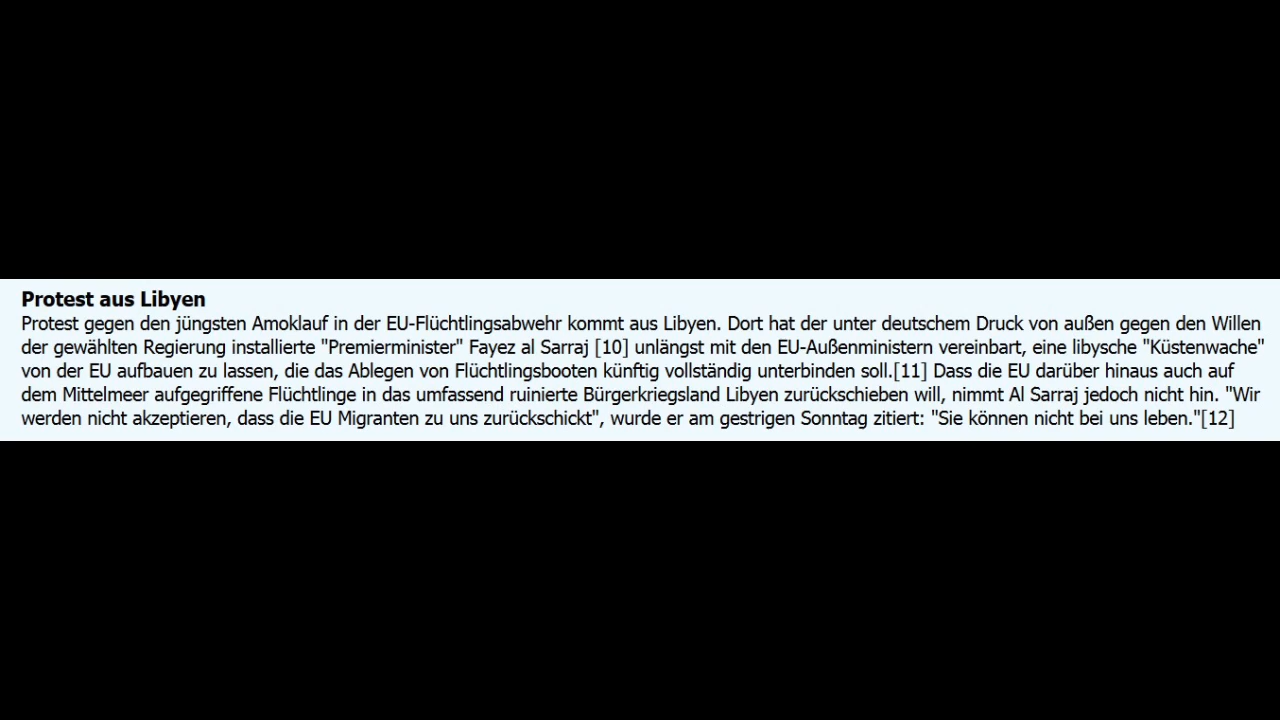 Protest aus Libyen
Protest gegen den jüngsten Amoklauf in der EU-Flüchtlingsabwehr kommt aus Libyen. Dort hat der unter deutschem Druck von außen gegen den Willen
der gewählten Regierung installierte "Premierminister" Fayez al Sarraj [10] unlängst mit den EU-Außenministern vereinbart, eine libysche "Küstenwache"
von der EU aufbauen zu lassen, die das Ablegen von Flüchtlingsbooten künftig vollständig unterbinden soll.[11] Dass die EU darüber hinaus auch auf
dem Mittelmeer aufgegriffene Flüchtlinge in das umfassend ruinierte Bürgerkriegsland Libyen zurückschieben will, nimmt Al Sarraj jedoch nicht hin. "Wir
werden nicht akzeptieren, dass die EU Migranten zu uns zurückschickt", wurde er am gestrigen Sonntag zitiert: "Sie können nicht bei uns leben."[12]